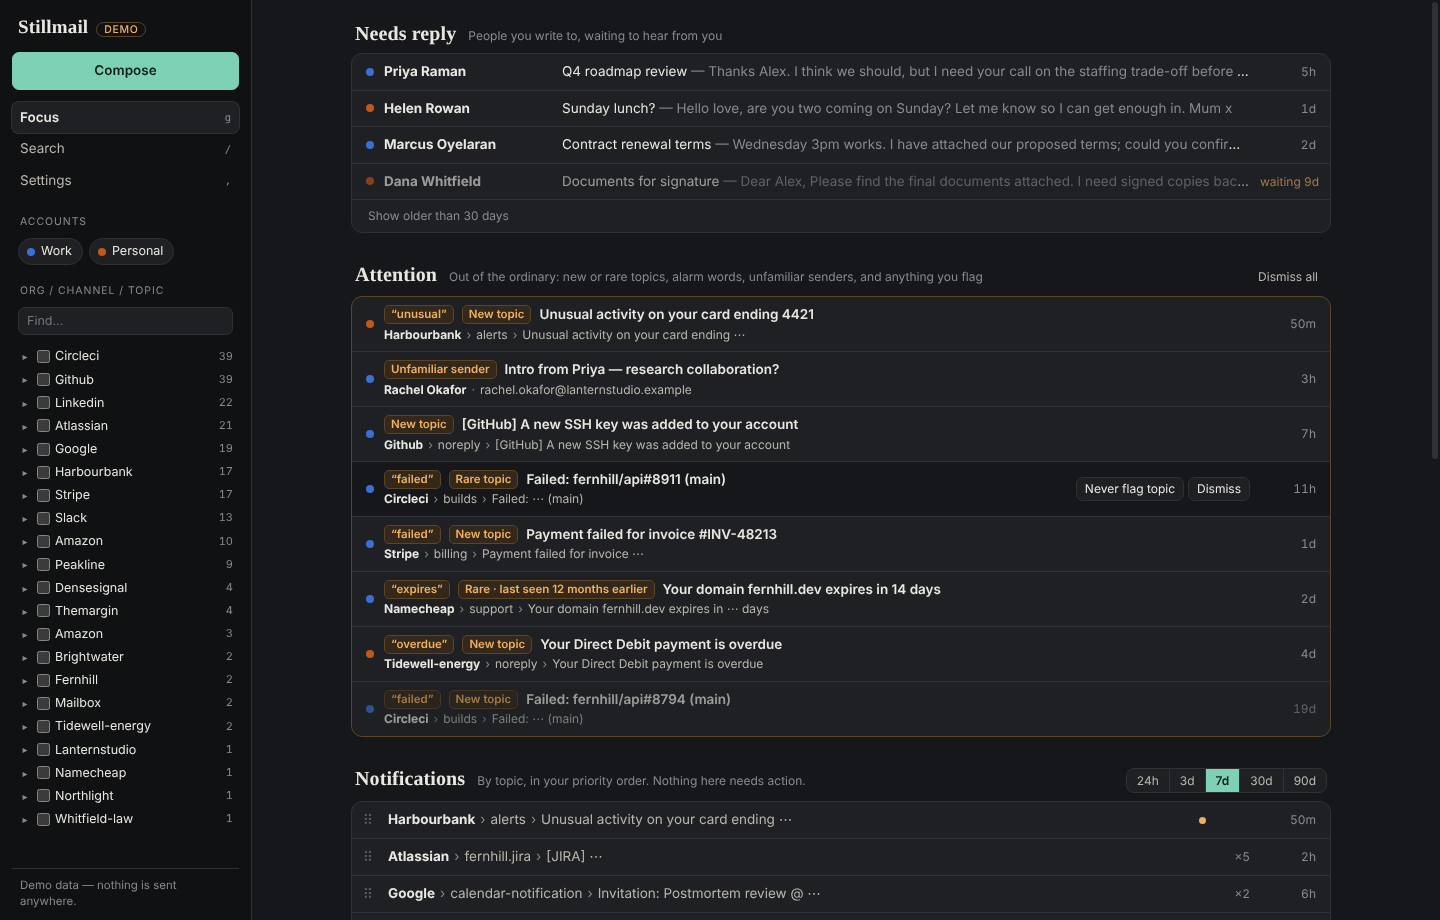 Stillmail DEMO
Compose
Focus g
Search /
Settings ,
ACCOUNTS
Work Personal
ORG / CHANNEL / TOPIC
Find...
▸ Circleci 39
▸ Github 39
▸ Linkedin 22
▸ Atlassian 21
▸ Google 19
▸ Harbourbank 17
▸ Stripe 17
▸ Slack 13
▸ Amazon 10
▸ Peakline 9
▸ Densesignal 4
▸ Themargin 4
▸ Amazon 3
▸ Brightwater 2
▸ Fernhill 2
▸ Mailbox 2
▸ Tidewell-energy 2
▸ Lanternstudio 1
▸ Namecheap 1
▸ Northlight 1
▸ Whitfield-law 1
Demo data — nothing is sent
anywhere.
Needs reply People you write to, waiting to hear from you
Priya Raman Q4 roadmap review — Thanks Alex. I think we should, but I need your call on the staffing trade-off before ... 5h
Helen Rowan Sunday lunch? — Hello love, are you two coming on Sunday? Let me know so I can get enough in. Mum x 1d
Marcus Oyelaran Contract renewal terms — Wednesday 3pm works. I have attached our proposed terms; could you confir... 2d
Dana Whitfield Documents for signature — Dear Alex, Please find the final documents attached. I need signed copies bac... waiting 9d
Show older than 30 days
Attention Out of the ordinary: new or rare topics, alarm words, unfamiliar senders, and anything you flag Dismiss all
“unusual” New topic Unusual activity on your card ending 4421 50m
Harbourbank › alerts › Unusual activity on your card ending ···
Unfamiliar sender Intro from Priya — research collaboration? 3h
Rachel Okafor · rachel.okafor@lanternstudio.example
New topic [GitHub] A new SSH key was added to your account 7h
Github › noreply › [GitHub] A new SSH key was added to your account
“failed” Rare topic Failed: fernhill/api#8911 (main) Never flag topic Dismiss 11h
Circleci › builds › Failed: ··· (main)
“failed” New topic Payment failed for invoice #INV-48213 1d
Stripe › billing › Payment failed for invoice ···
“expires” Rare · last seen 12 months earlier Your domain fernhill.dev expires in 14 days 2d
Namecheap › support › Your domain fernhill.dev expires in ··· days
“overdue” New topic Your Direct Debit payment is overdue 4d
Tidewell-energy › noreply › Your Direct Debit payment is overdue
“failed” New topic Failed: fernhill/api#8794 (main) 19d
Circleci › builds › Failed: ··· (main)
Notifications By topic, in your priority order. Nothing here needs action. 24h 3d 7d 30d 90d
Harbourbank › alerts › Unusual activity on your card ending ··· 50m
Atlassian › fernhill.jira › [JIRA] ··· ×5 2h
Google › calendar-notification › Invitation: Postmortem review @ ··· ×2 6h